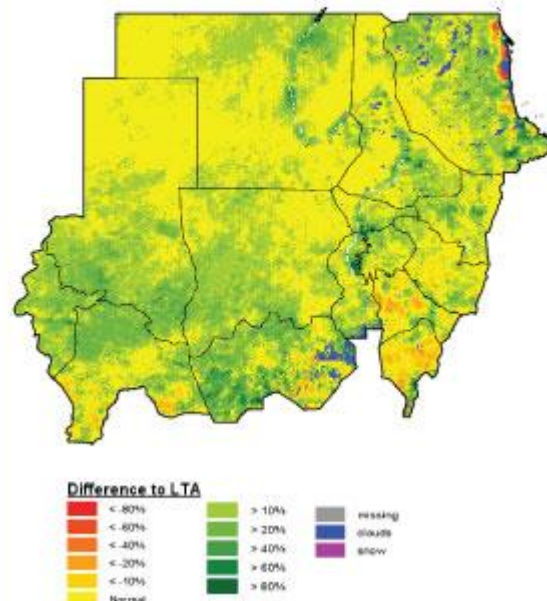 Difference to LTA
< -80%
< -60%
< -40%
< -20%
< -10%
Normal
> 10%
> 20%
> 40%
> 60%
> 80%
missing
clouds
snow